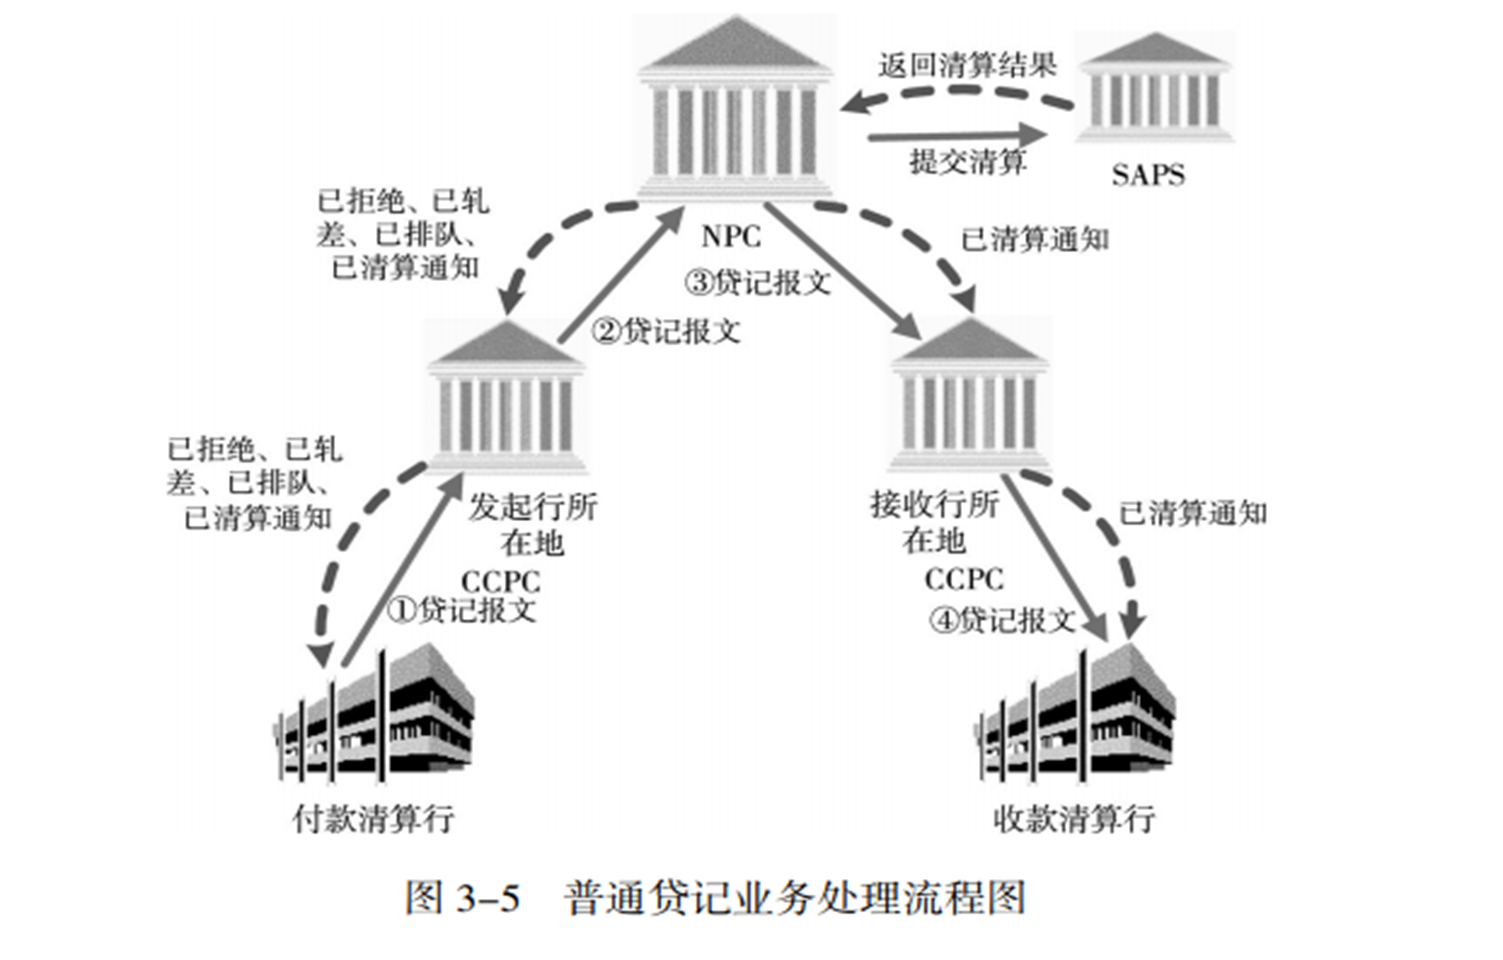 返回清算结果
提交清算
SAPS
已拒绝、已轧
差、已排队、
已清算通知
NPC
已清算通知
③贷记报文
②贷记报文
已拒绝、已轧
差、已排队、
已清算通知
发起行所
在地
CCPC
①贷记报文
接收行所
在地
CCPC
④贷记报文
已清算通知
付款清算行
收款清算行
图 3-5 普通贷记业务处理流程图